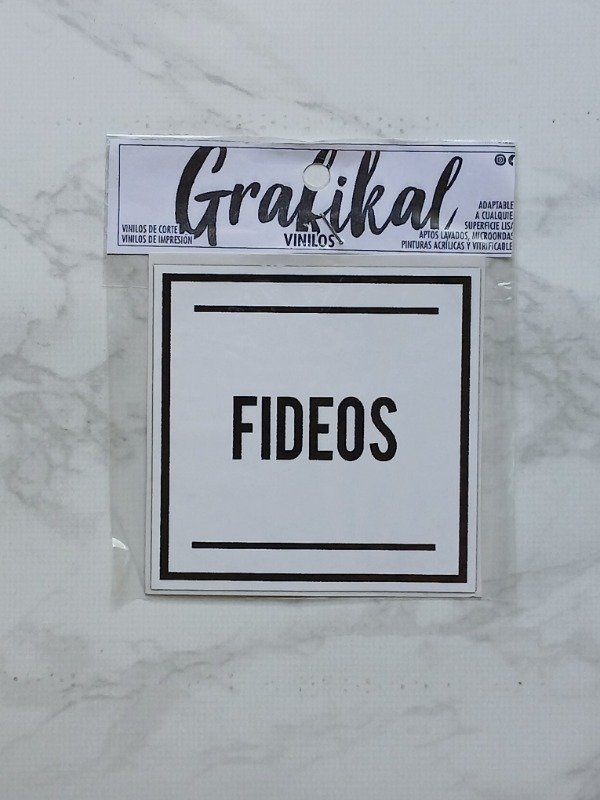 Grafikal
VINILOS
VINILOS DE CORTE
VINILOS DE IMPRESIÓN
ADAPTABLE
A CUALQUIE
SUPERFICIE LISA
APTOS LAVADOS, MICROONDAS
PINTURAS ACRÍLICAS Y VITRIFICABLE
FIDEOS